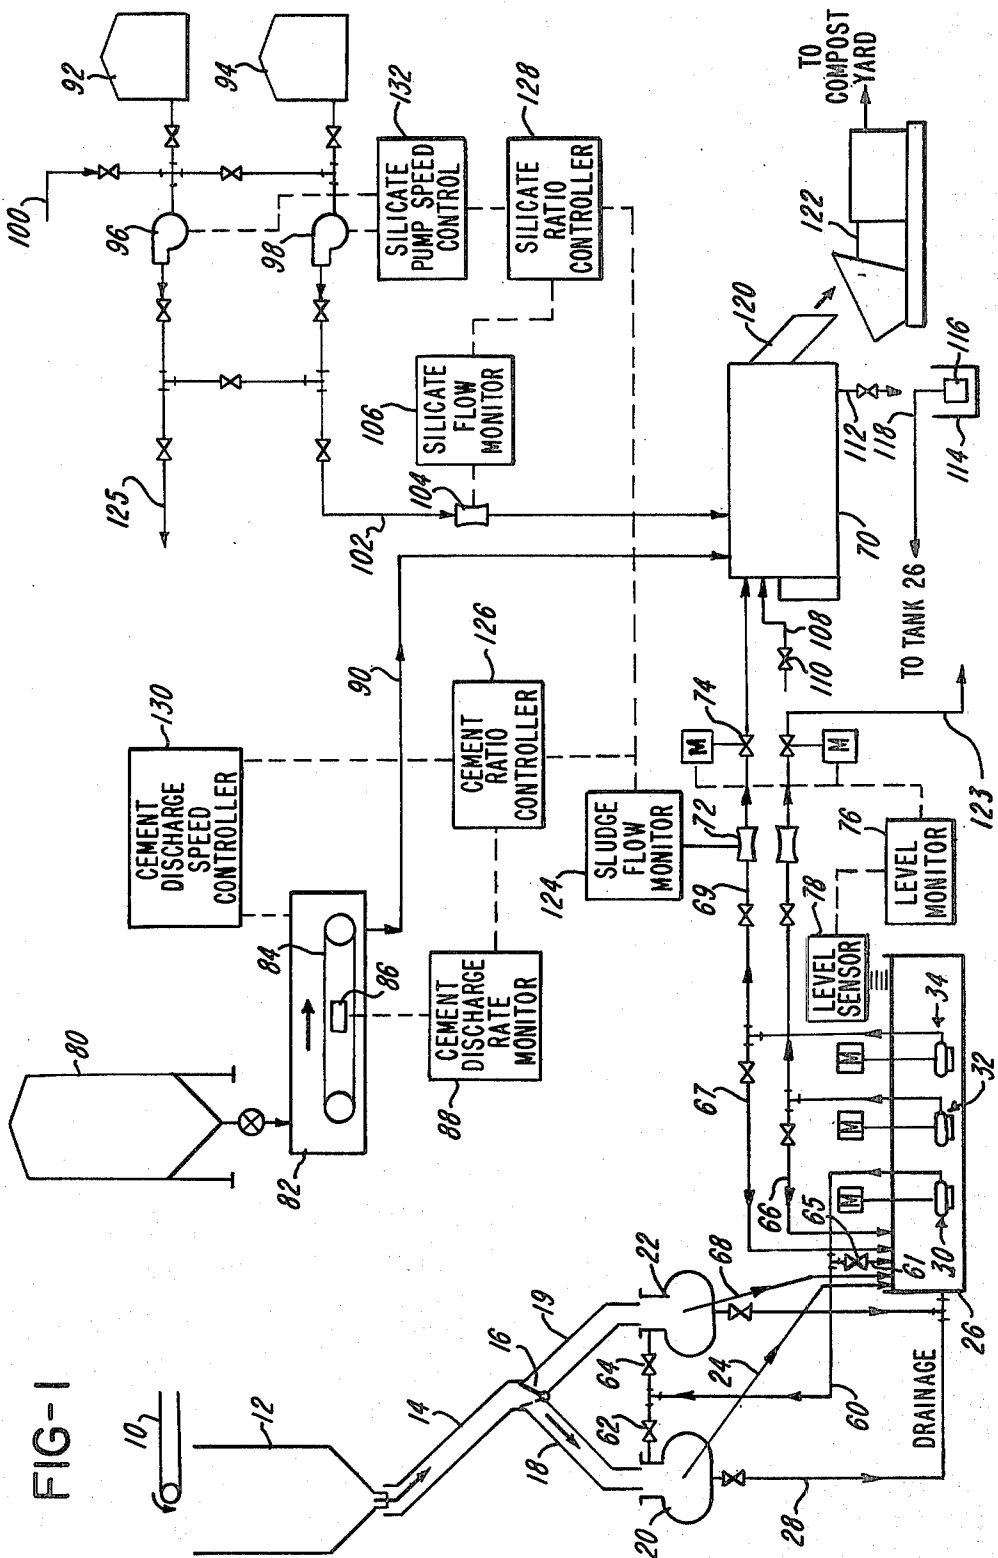 FIG-1
10
12
14
16
18
19
20
22
24
26
28
30
32
34
60
61
62
64
65
66
67
68
69
DRAINAGE
80
82
84
86
88
90
CEMENT
DISCHARGE
SPEED
CONTROLLER
130
CEMENT
DISCHARGE
RATE
MONITOR
CEMENT
RATIO
CONTROLLER
126
SLUDGE
FLOW
MONITOR
124
72
74
M
M
M
M
M
LEVEL
SENSOR
78
LEVEL
MONITOR
76
123
92
94
96
98
100
102
104
106
SILICATE
FLOW
MONITOR
SILICATE
PUMP SPEED
CONTROL
132
SILICATE
RATIO
CONTROLLER
128
125
70
108
110
112
114
116
118
TO TANK 26
120
122
TO
COMPOST
YARD